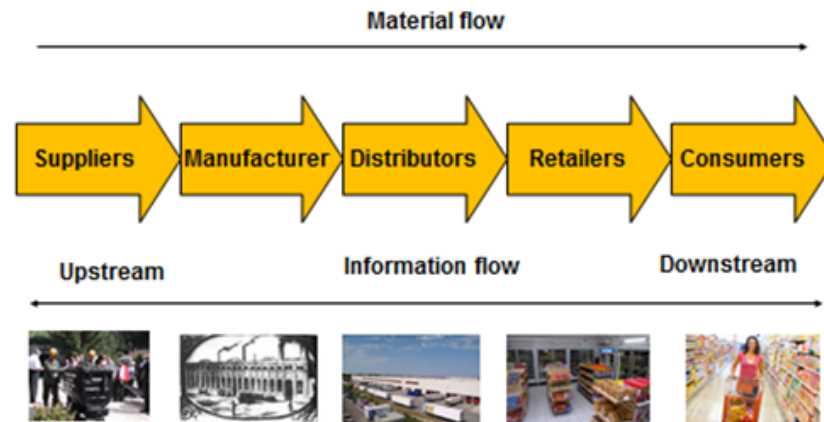 Material flow
Suppliers
Manufacturer
Distributors
Retailers
Consumers
Upstream
Information flow
Downstream